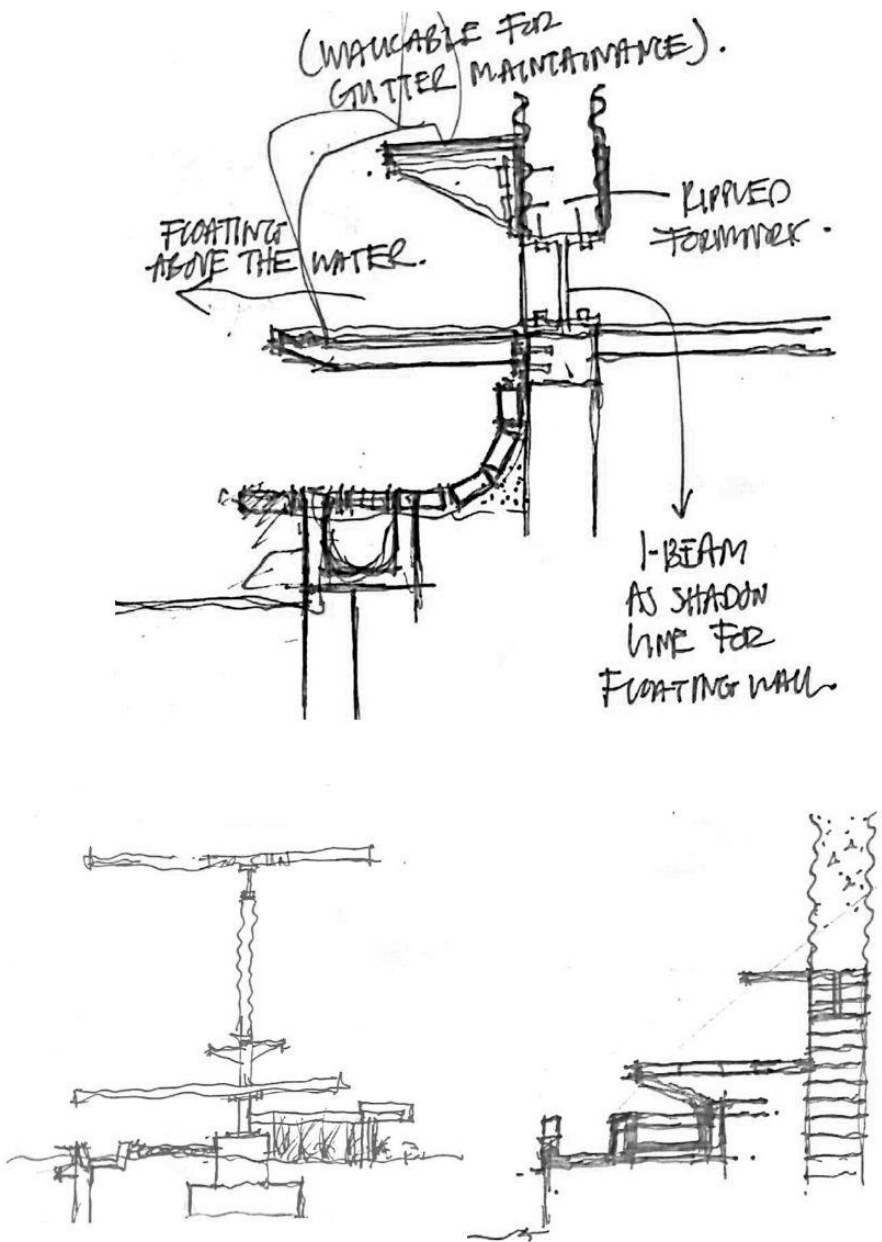 (WALKABLE FOR
GUTTER MAINTAINANCE).
FLOATING
ABOVE THE WATER.
RIPPLED
FORMWORK.
I-BEAM
AS SHADOW
LINE FOR
FLOATING WALL.